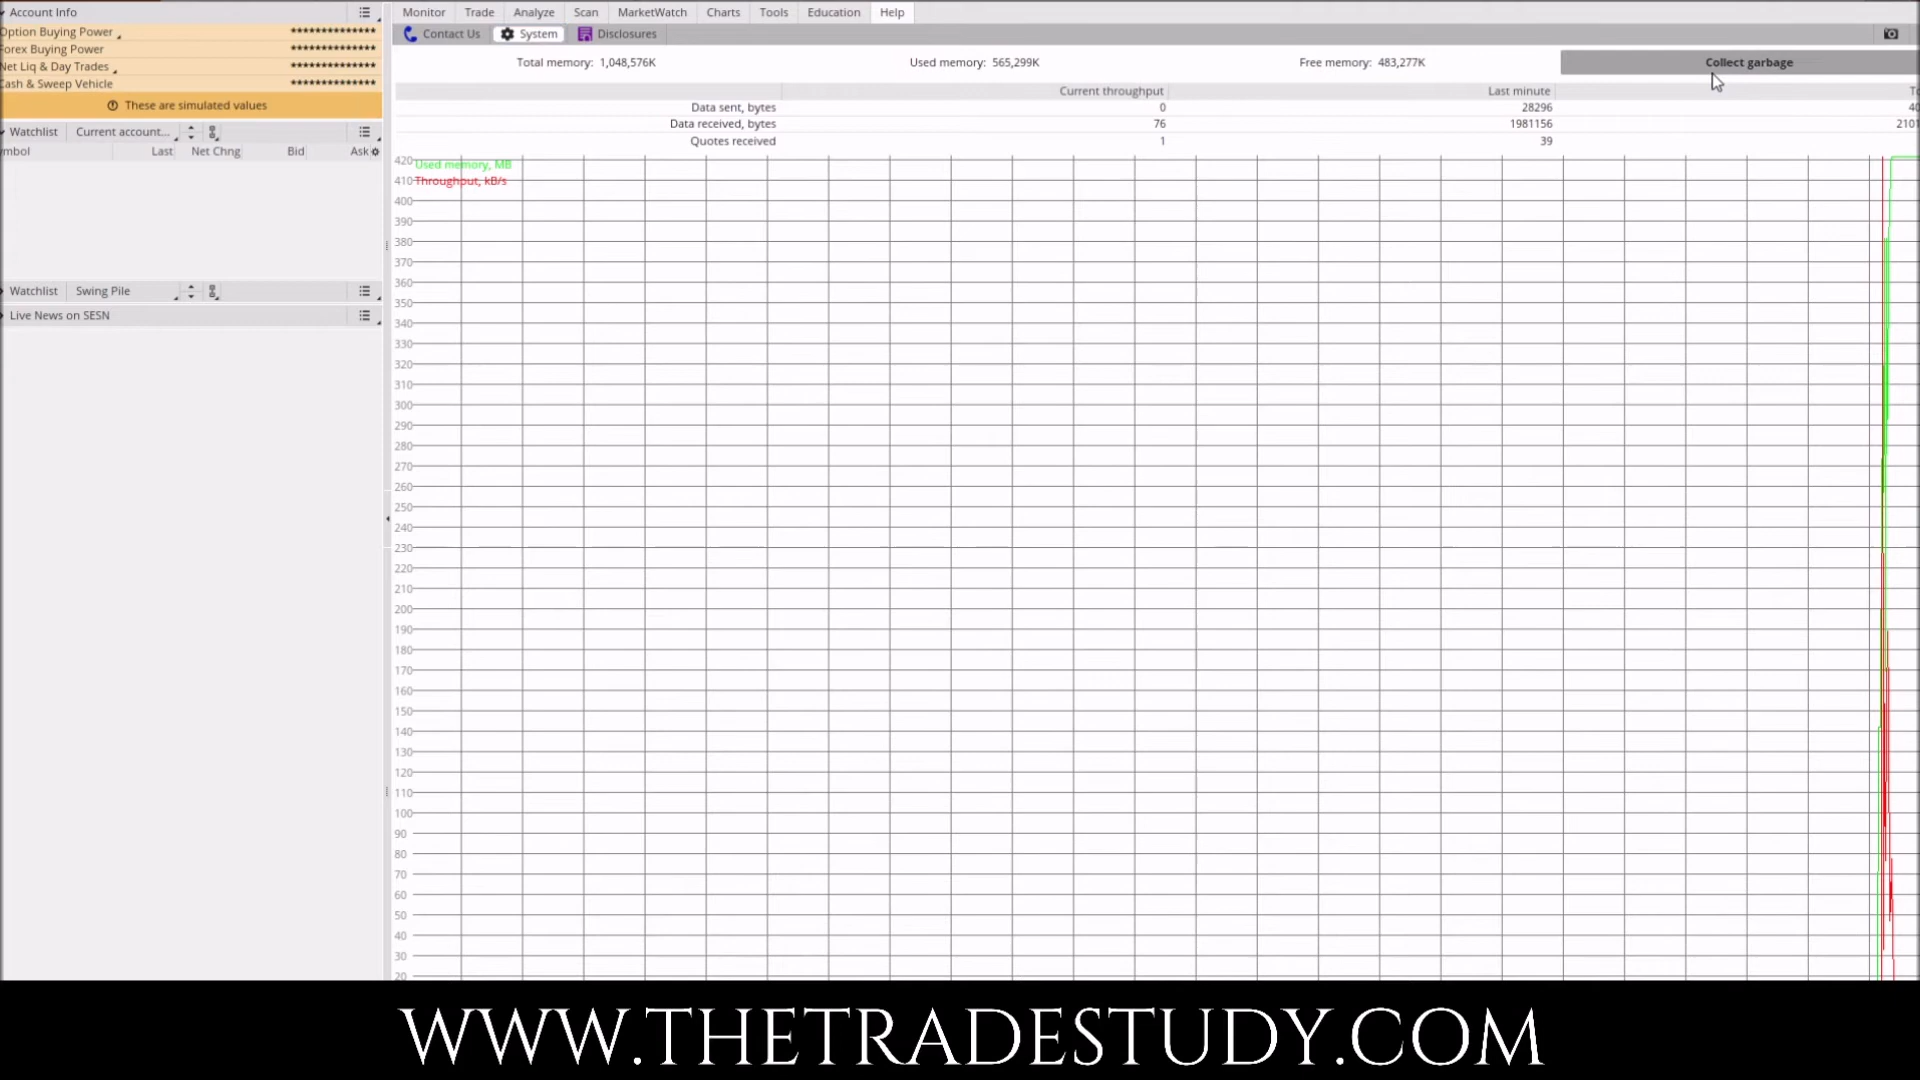 Account Info
Option Buying Power **************
Forex Buying Power **************
Net Liq & Day Trades **************
Cash & Sweep Vehicle **************
These are simulated values
Watchlist Current account...
Last Net Chng Bid Ask
Watchlist Swing Pile
Live News on SESN
Monitor Trade Analyze Scan MarketWatch Charts Tools Education Help
Contact Us System Disclosures
Total memory: 1,048,576K Used memory: 565,299K Free memory: 483,277K Collect garbage
Current throughput Last minute
Data sent, bytes 0 28296
Data received, bytes 76 1981156
Quotes received 1 39
Used memory, MB
Throughput, kB/s
420
410
400
390
380
370
360
350
340
330
320
310
300
290
280
270
260
250
240
230
220
210
200
190
180
170
160
150
140
130
120
110
100
90
80
70
60
50
40
30
20
WWW.THETRADESTUDY.COM